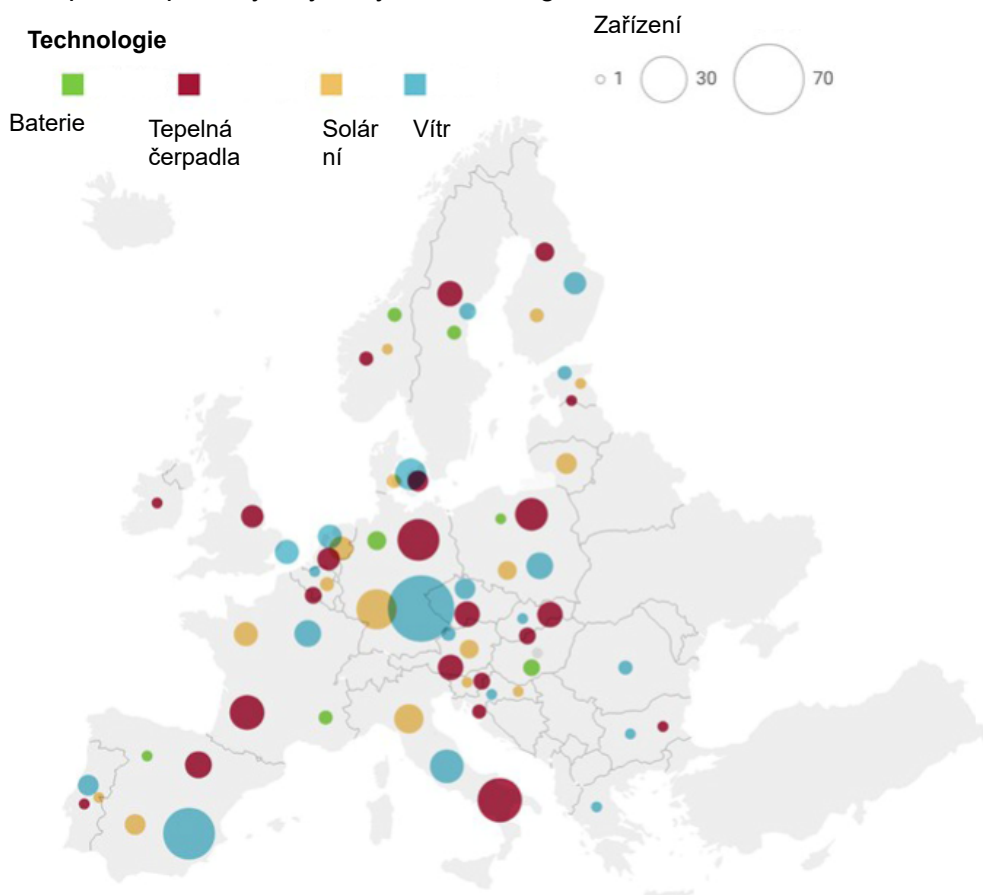 Technologie
Zařízení
1
30
70
Baterie
Tepelná
čerpadla
Solár
ní
Vítr